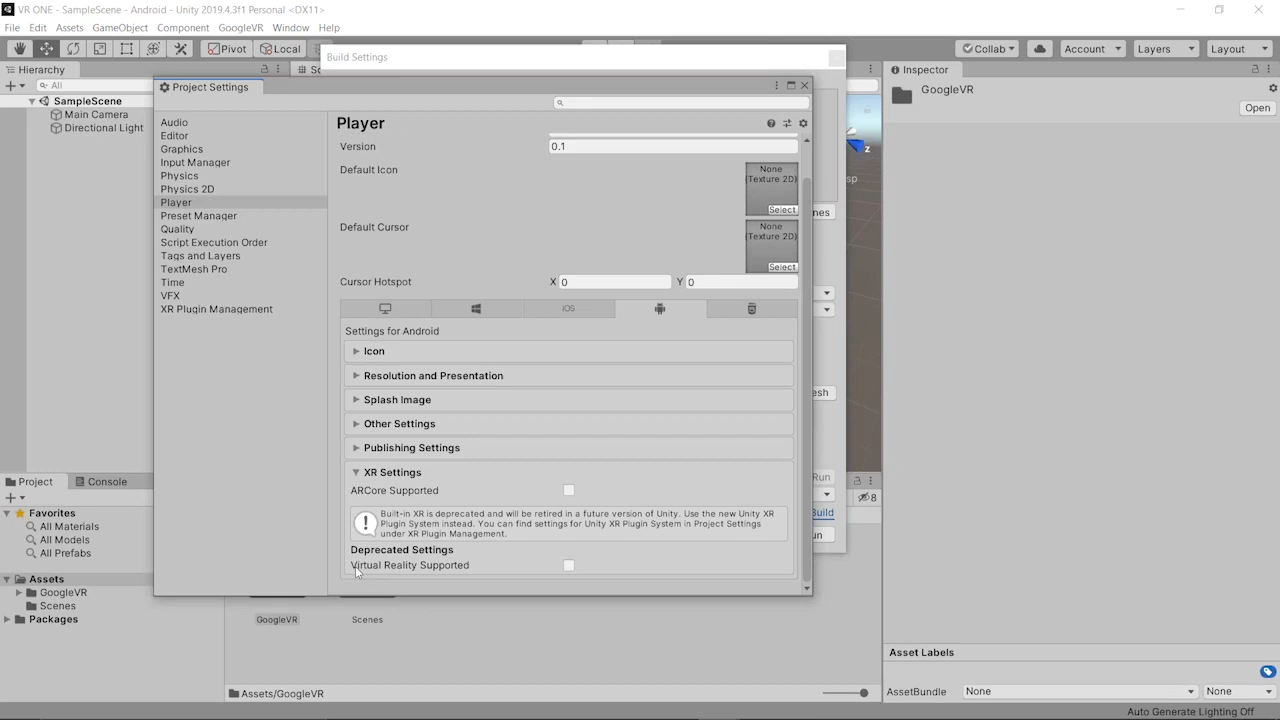 VR ONE - SampleScene - Android - Unity 2019.4.3f1 Personal <DX11>
File Edit Assets GameObject Component GoogleVR Window Help
Pivot Local Collab Account Layers Layout
Build Settings
Hierarchy
Inspector
All
Project Settings
GoogleVR
Open
SampleScene
Main Camera
Directional Light
Audio
Editor
Graphics
Input Manager
Physics
Physics 2D
Player
Preset Manager
Quality
Script Execution Order
Tags and Layers
TextMesh Pro
Time
VFX
XR Plugin Management
Player
Version 0.1
Default Icon
None
(Texture 2D)
Select
Default Cursor
None
(Texture 2D)
Select
Cursor Hotspot X 0 Y 0
iOS
Settings for Android
Icon
Resolution and Presentation
Splash Image
Other Settings
Publishing Settings
XR Settings
ARCore Supported
Built-in XR is deprecated and will be retired in a future version of Unity. Use the new Unity XR
Plugin System instead. You can find settings for Unity XR Plugin System in Project Settings
under XR Plugin Management.
Deprecated Settings
Virtual Reality Supported
z
sp
nes
esh
Run
Build
un
8
Project Console
Favorites
All Materials
All Models
All Prefabs
Assets
GoogleVR
Scenes
Packages
GoogleVR Scenes
Assets/GoogleVR
Asset Labels
AssetBundle None None
Auto Generate Lighting Off